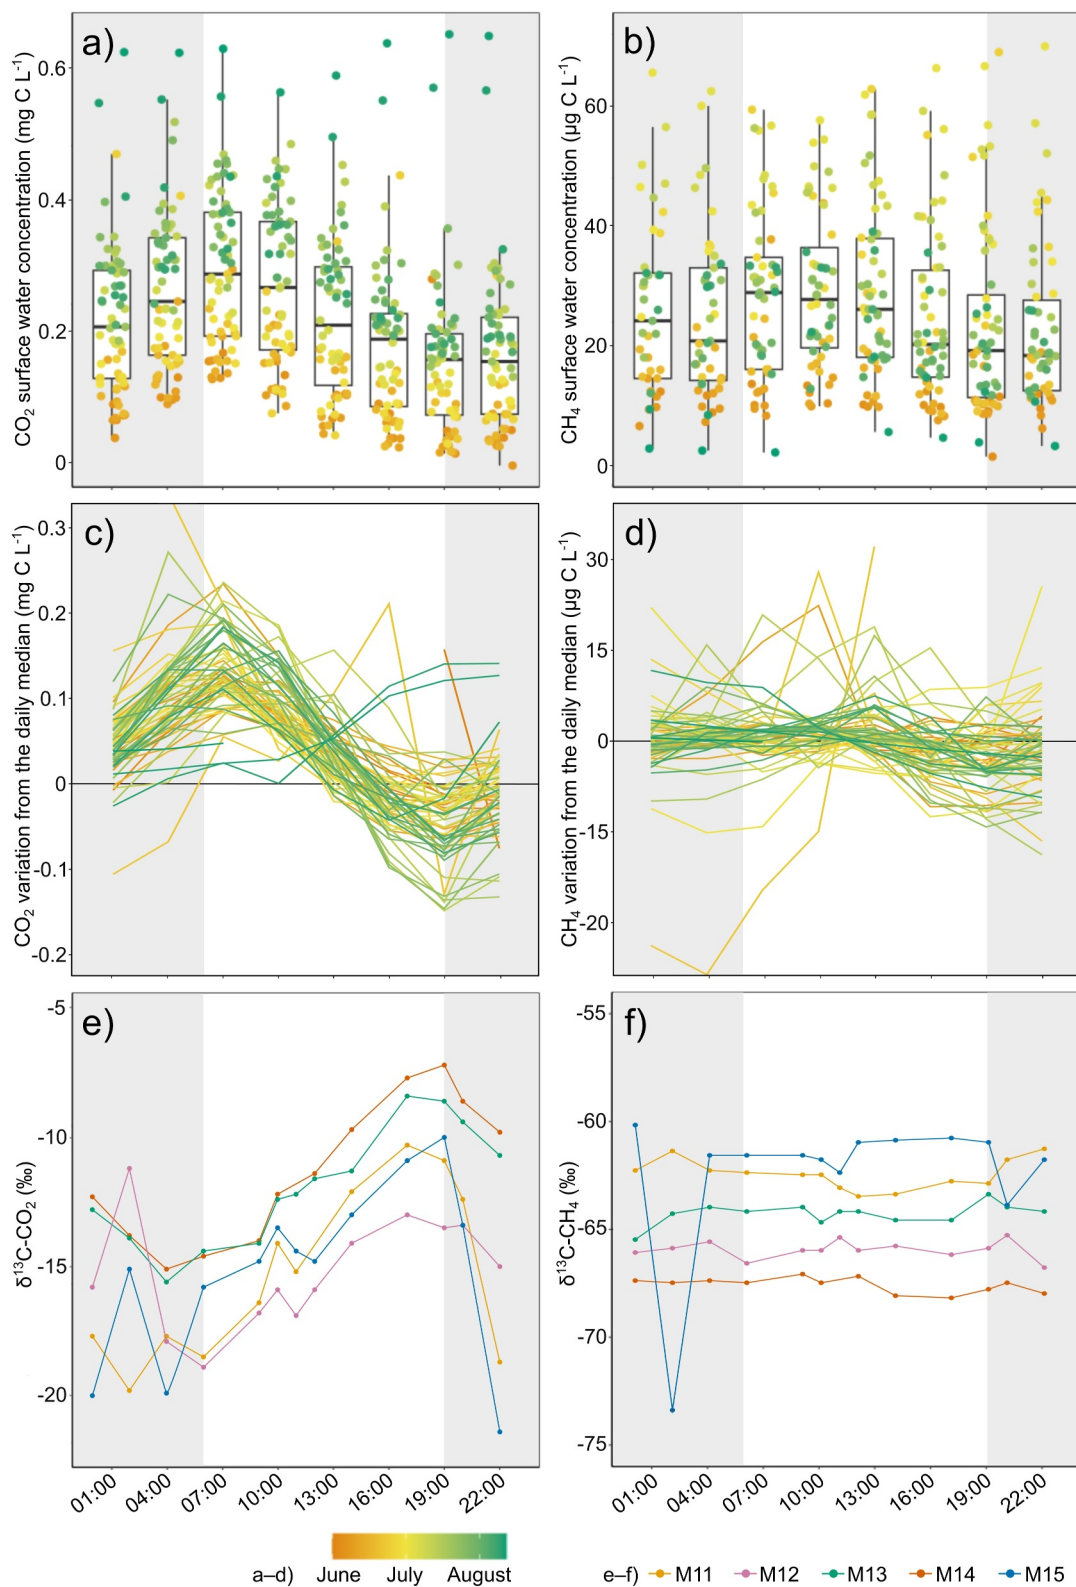 a)
CO2 surface water concentration (mg C L-1)
0.6
0.4
0.2
0
b)
CH4 surface water concentration (µg C L-1)
60
40
20
0
c)
CO2 variation from the daily median (mg C L-1)
0.3
0.2
0.1
0
-0.1
-0.2
d)
CH4 variation from the daily median (µg C L-1)
30
15
0
-15
-20
e)
δ13C-CO2 (‰)
-5
-10
-15
-20
01:00 04:00 07:00 10:00 13:00 16:00 19:00 22:00
f)
δ13C-CH4 (‰)
-55
-60
-65
-70
-75
01:00 04:00 07:00 10:00 13:00 16:00 19:00 22:00
a–d) June July August
e–f) M11 M12 M13 M14 M15